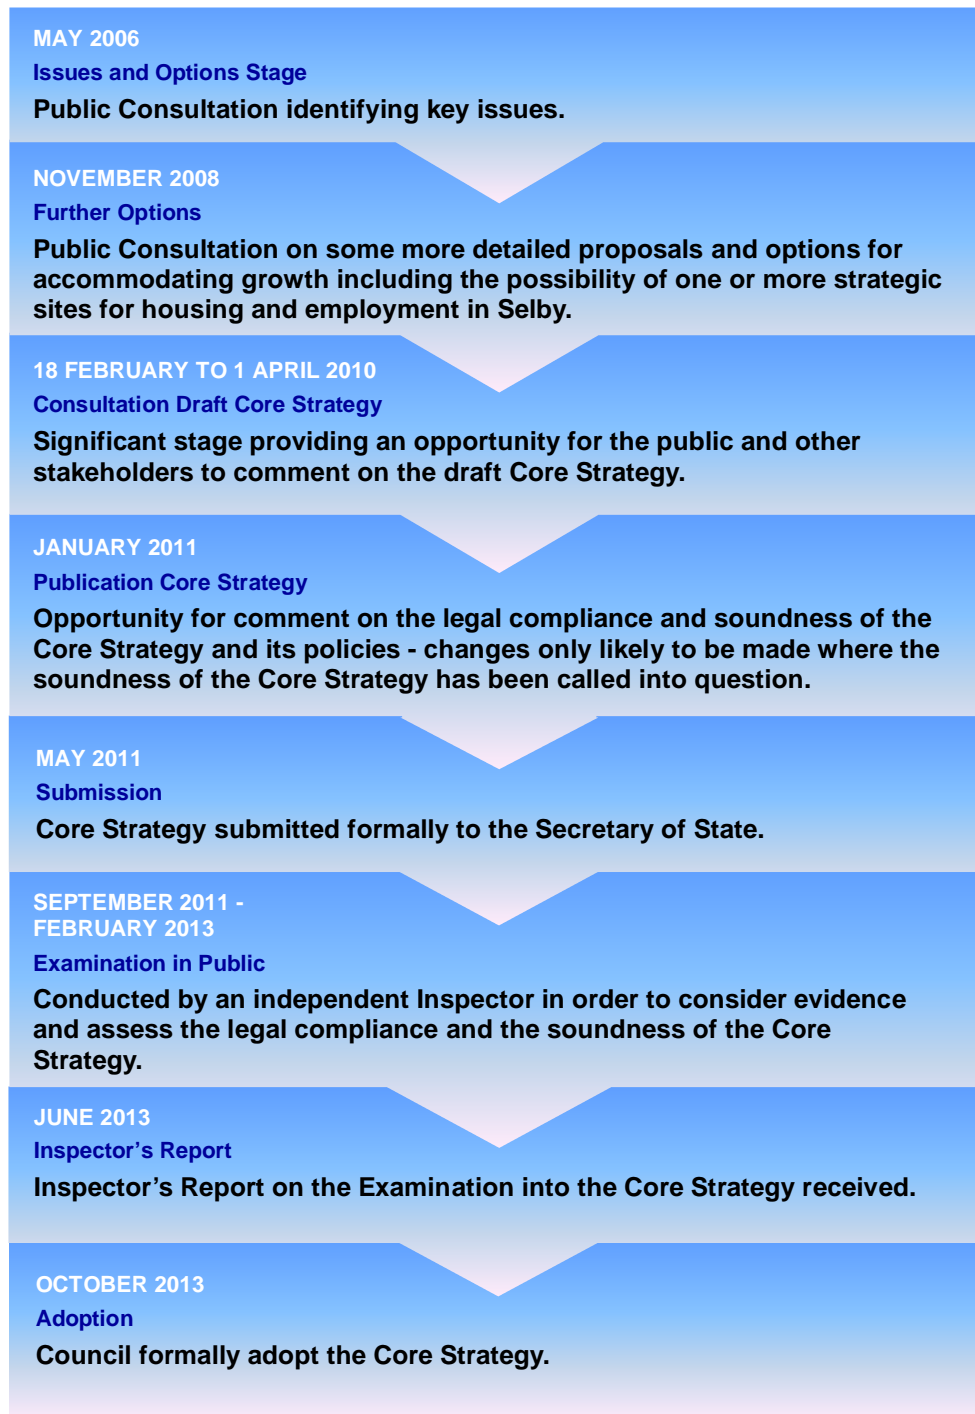 MAY 2006
Issues and Options Stage
Public Consultation identifying key issues.
NOVEMBER 2008
Further Options
Public Consultation on some more detailed proposals and options for
accommodating growth including the possibility of one or more strategic
sites for housing and employment in Selby.
18 FEBRUARY TO 1 APRIL 2010
Consultation Draft Core Strategy
Significant stage providing an opportunity for the public and other
stakeholders to comment on the draft Core Strategy.
JANUARY 2011
Publication Core Strategy
Opportunity for comment on the legal compliance and soundness of the
Core Strategy and its policies - changes only likely to be made where the
soundness of the Core Strategy has been called into question.
MAY 2011
Submission
Core Strategy submitted formally to the Secretary of State.
SEPTEMBER 2011 -
FEBRUARY 2013
Examination in Public
Conducted by an independent Inspector in order to consider evidence
and assess the legal compliance and the soundness of the Core
Strategy.
JUNE 2013
Inspector’s Report
Inspector’s Report on the Examination into the Core Strategy received.
OCTOBER 2013
Adoption
Council formally adopt the Core Strategy.